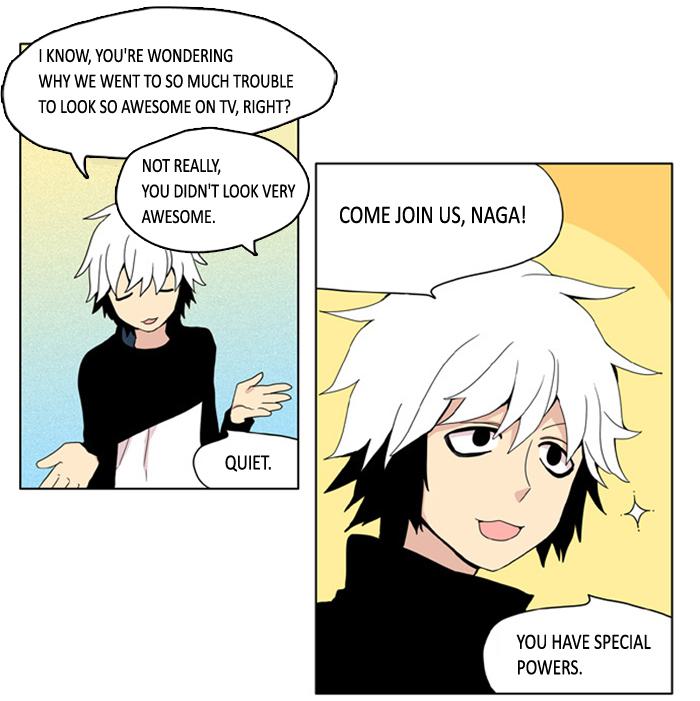 I KNOW, YOU'RE WONDERING
WHY WE WENT TO SO MUCH TROUBLE
TO LOOK SO AWESOME ON TV, RIGHT?
NOT REALLY,
YOU DIDN'T LOOK VERY
AWESOME.
QUIET.
COME JOIN US, NAGA!
YOU HAVE SPECIAL
POWERS.